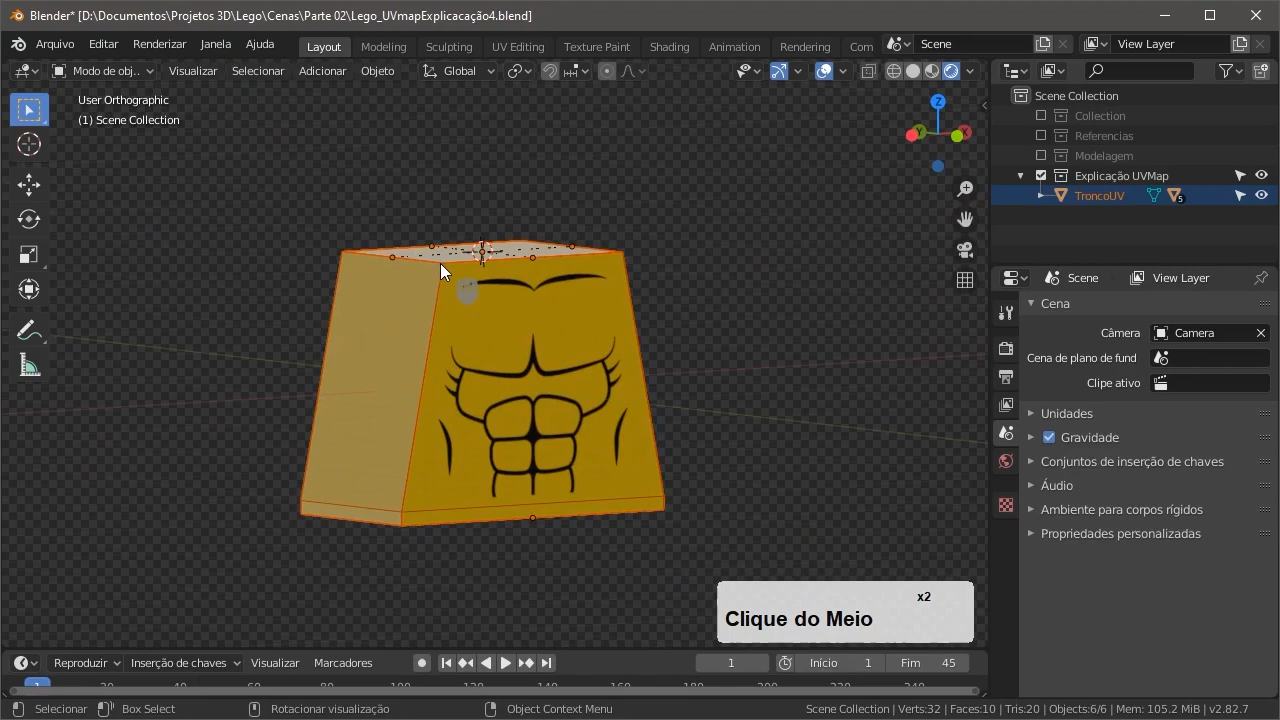 Blender* [D:\Documentos\Projetos 3D\Lego\Cenas\Parte 02\Lego_UVmapExplicacação4.blend]
Arquivo Editar Renderizar Janela Ajuda Layout Modeling Sculpting UV Editing Texture Paint Shading Animation Rendering Com Scene View Layer
Modo de obj.. Visualizar Selecionar Adicionar Objeto Global
User Orthographic
(1) Scene Collection
Z
Y
X
Scene Collection
Collection
Referencias
Modelagem
Explicação UVMap
TroncoUV 5
Scene View Layer
Cena
Câmera Camera
Cena de plano de fund
Clipe ativo
Unidades
Gravidade
Conjuntos de inserção de chaves
Áudio
Ambiente para corpos rígidos
Propriedades personalizadas
x2
Clique do Meio
Reproduzir Inserção de chaves Visualizar Marcadores 1 Início 1 Fim 45
Selecionar Box Select Rotacionar visualização Object Context Menu Scene Collection | Verts:32 | Faces:10 | Tris:20 | Objects:6/6 | Mem: 105.2 MiB | v2.82.7